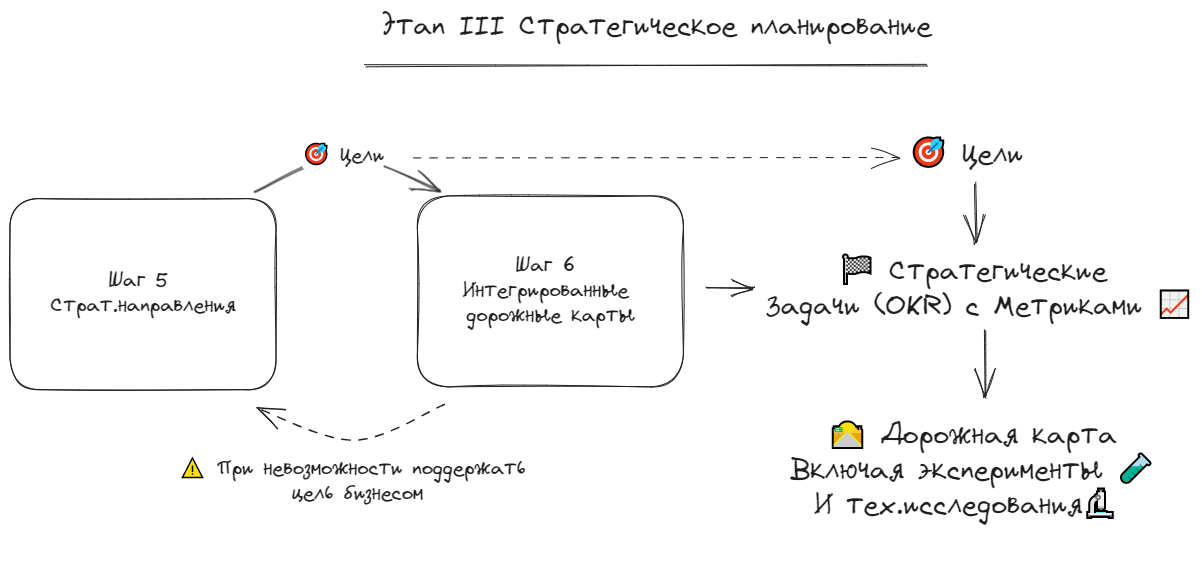 Этап III Стратегическое планирование
Цели
Цели
Шаг 5
Страт.направления
Шаг 6
Интегрированные
дорожные карты
Стратегические
Задачи (OKR) с Метриками
При невозможности поддержать
цель бизнесом
Дорожная карта
Включая эксперименты
И тех.исследования